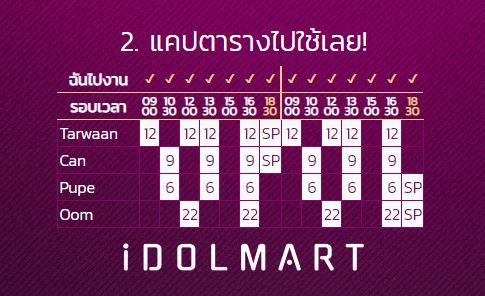 2. แคปตารางไปใช้เลย!
ฉันไปงาน ✓ ✓ ✓ ✓ ✓ ✓ ✓ ✓ ✓ ✓ ✓ ✓ ✓ ✓
รอบเวลา 09 00 10 30 12 00 13 30 15 00 16 30 18 30 09 00 10 30 12 00 13 30 15 00 16 30 18 30
Tarwaan 12 12 12 12 SP 12 12 12 12
Can 9 9 9 SP 9 9 9
Pupe 6 6 6 6 6 6 SP
Oom 22 22 22 22 SP
iDOLMART